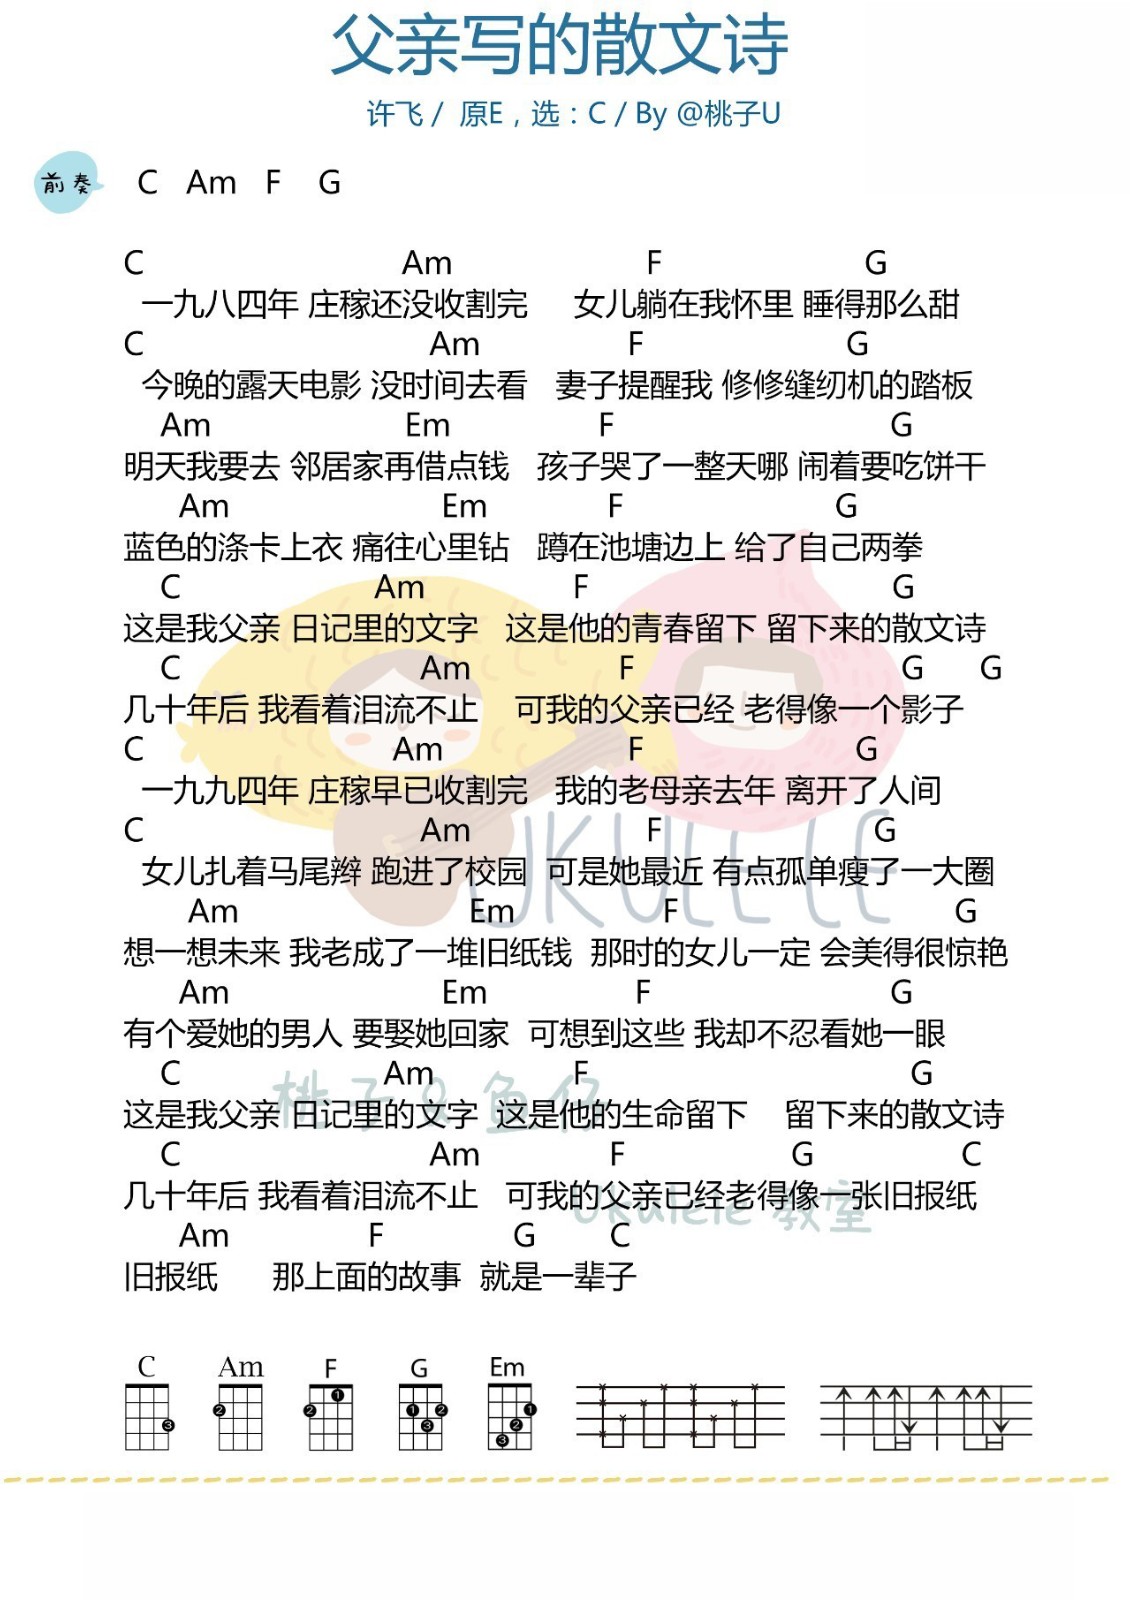 父亲写的散文诗
许飞 / 原E，选：C / By @桃子U
前奏 C Am F G
C Am F G
一九八四年 庄稼还没收割完 女儿躺在我怀里 睡得那么甜
C Am F G
今晚的露天电影 没时间去看 妻子提醒我 修修缝纫机的踏板
Am Em F G
明天我要去 邻居家再借点钱 孩子哭了一整天哪 闹着要吃饼干
Am Em F G
蓝色的涤卡上衣 痛往心里钻 蹲在池塘边上 给了自己两拳
C Am F G
这是我父亲 日记里的文字 这是他的青春留下 留下来的散文诗
C Am F G G
几十年后 我看着泪流不止 可我的父亲已经 老得像一个影子
C Am F G
一九九四年 庄稼早已收割完 我的老母亲去年 离开了人间
C Am F G
女儿扎着马尾辫 跑进了校园 可是她最近 有点孤单瘦了一大圈
Am Em F G
想一想未来 我老成了一堆旧纸钱 那时的女儿一定 会美得很惊艳
Am Em F G
有个爱她的男人 要娶她回家 可想到这些 我却不忍看她一眼
C Am F G
这是我父亲 日记里的文字 这是他的生命留下 留下来的散文诗
C Am F G C
几十年后 我看着泪流不止 可我的父亲已经老得像一张旧报纸
Am F G C
旧报纸 那上面的故事 就是一辈子
UKULELE
桃子&鱼仔
Ukulele 教室
C Am F G Em
3 2 2 1 1 3 2 3 2 1